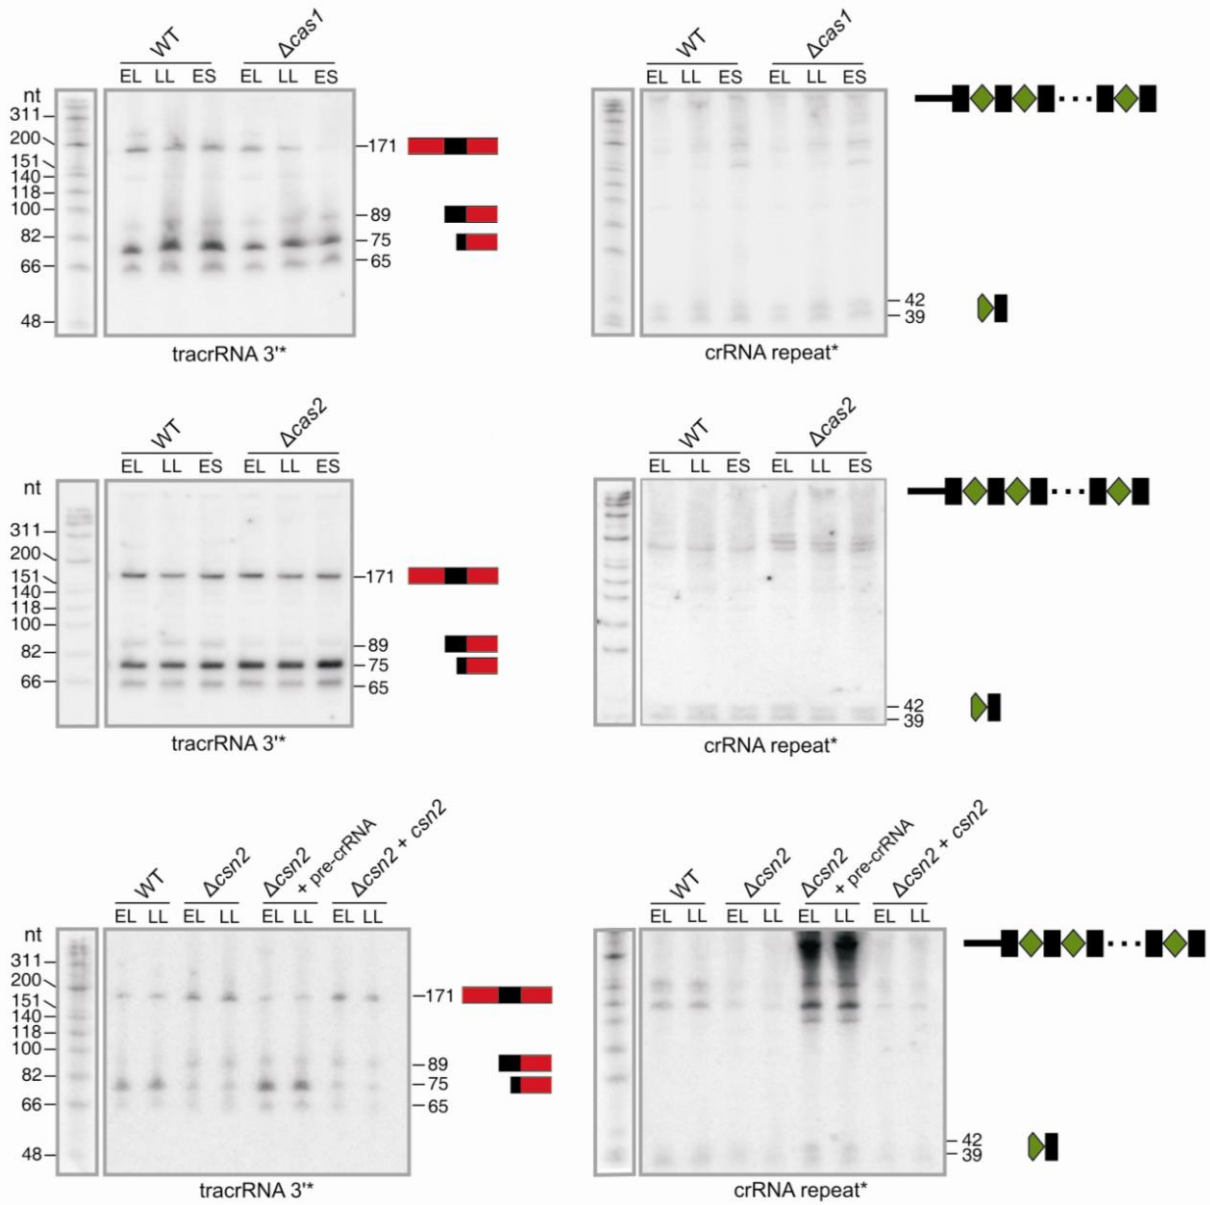 WT Δcas1
EL LL ES EL LL ES
nt
311
200
151
140
118
100
82
66
48
171
89
75
65
tracrRNA 3'*
WT Δcas1
EL LL ES EL LL ES
42
39
crRNA repeat*
WT Δcas2
EL LL ES EL LL ES
nt
311
200
151
140
118
100
82
66
171
89
75
65
tracrRNA 3'*
WT Δcas2
EL LL ES EL LL ES
42
39
crRNA repeat*
WT Δcsn2 Δcsn2 + pre-crRNA Δcsn2 + csn2
EL LL EL LL EL LL EL LL
nt
311
200
151
140
118
100
82
66
48
171
89
75
65
tracrRNA 3'*
WT Δcsn2 Δcsn2 + pre-crRNA Δcsn2 + csn2
EL LL EL LL EL LL EL LL
42
39
crRNA repeat*